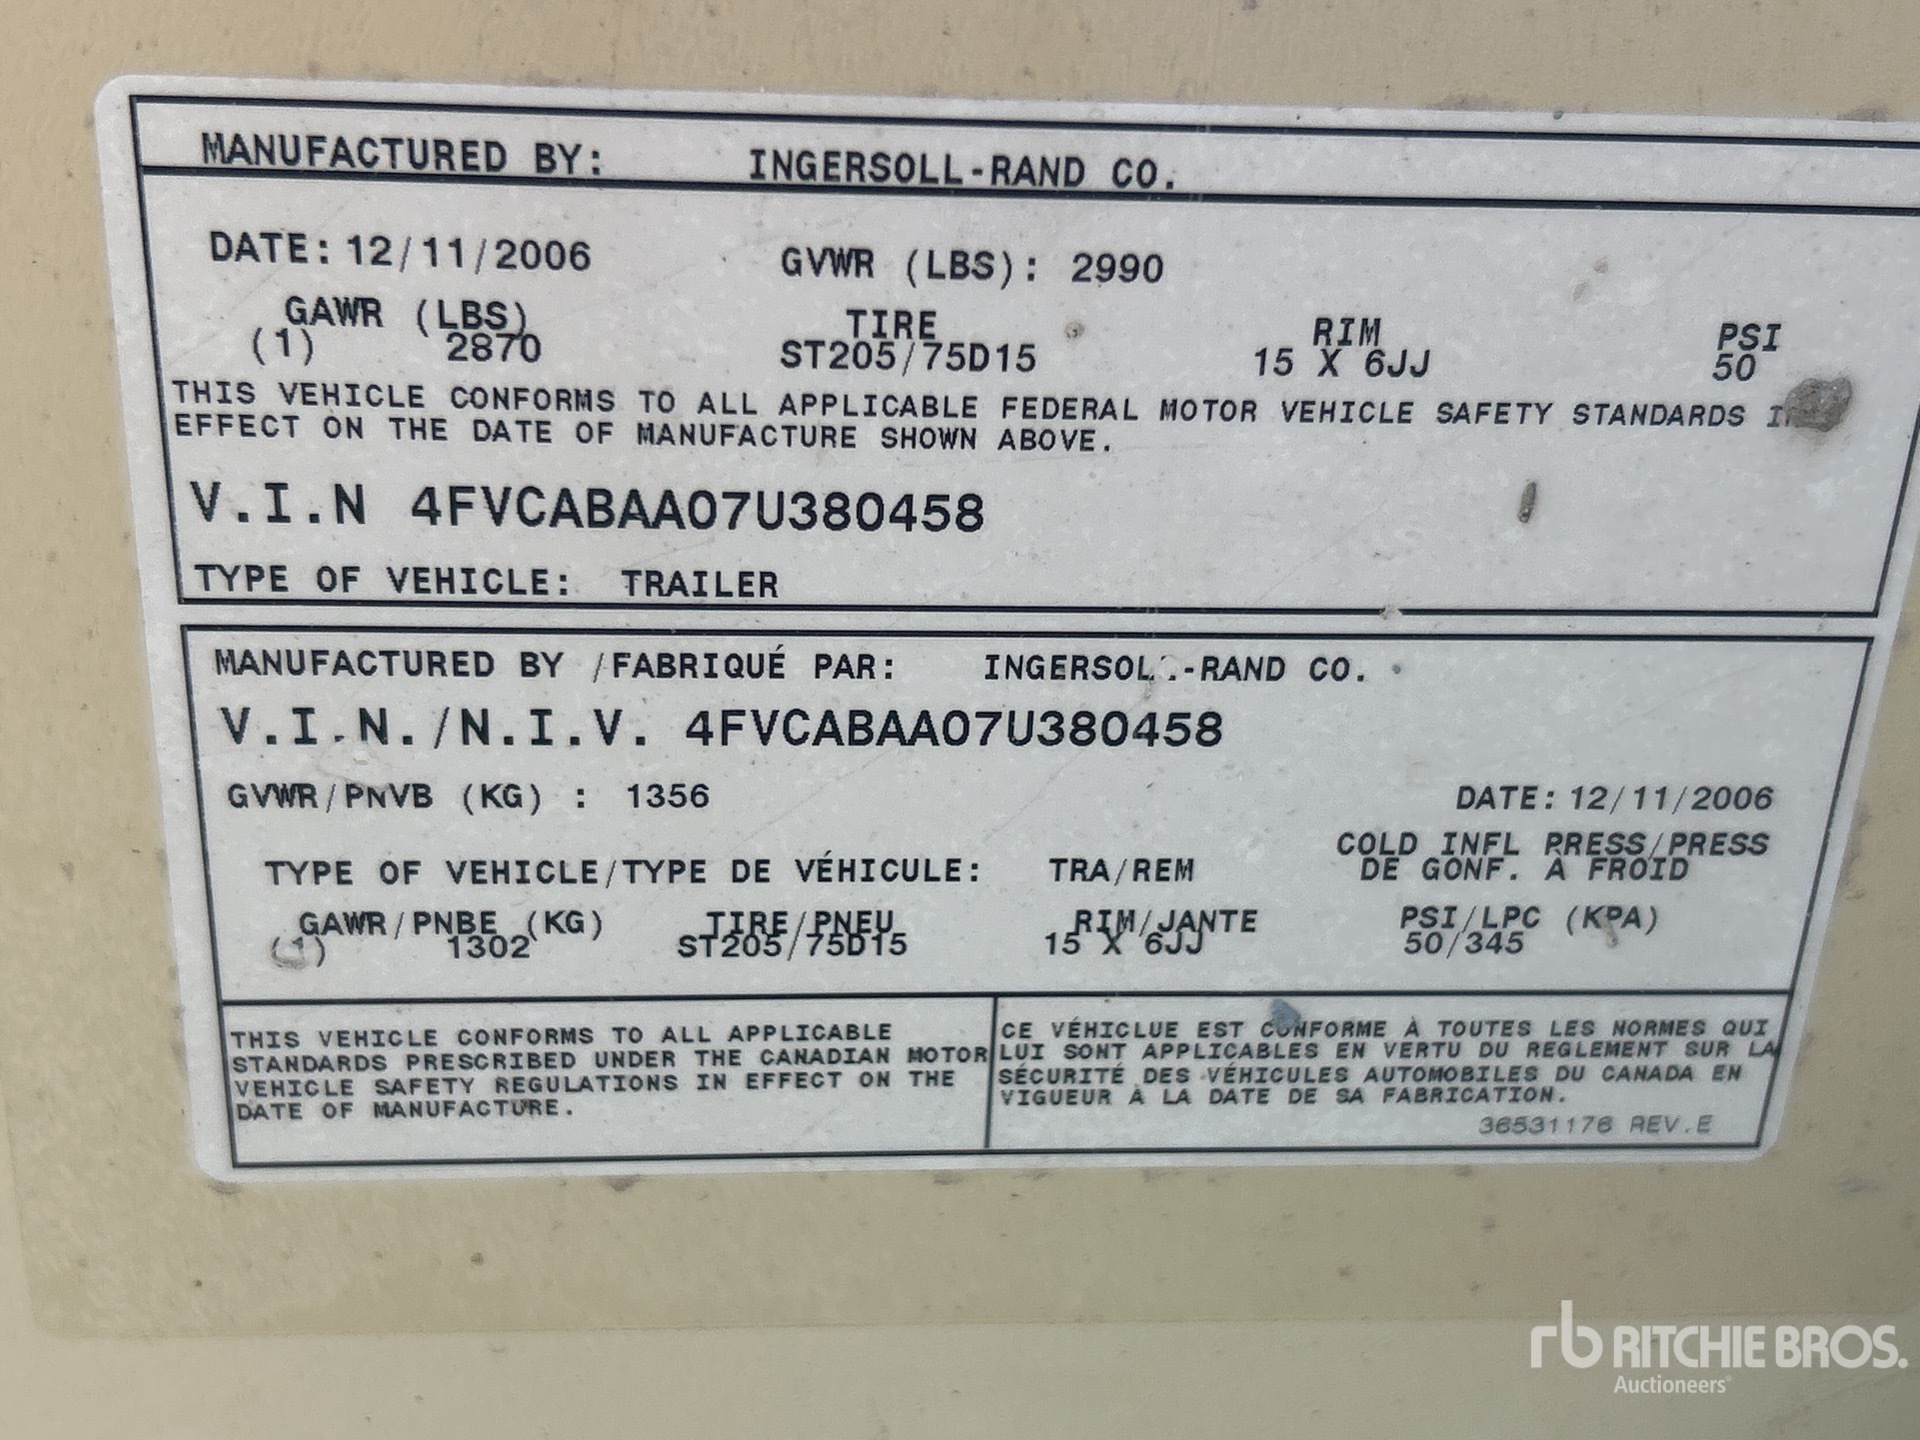 MANUFACTURED BY: INGERSOLL-RAND CO.
DATE: 12/11/2006 GVWR (LBS): 2990
GAWR (LBS) TIRE RIM PSI
(1) 2870 ST205/75D15 15 X 6JJ 50
THIS VEHICLE CONFORMS TO ALL APPLICABLE FEDERAL MOTOR VEHICLE SAFETY STANDARDS
EFFECT ON THE DATE OF MANUFACTURE SHOWN ABOVE.
V.I.N 4FVCABAA07U380458
TYPE OF VEHICLE: TRAILER
MANUFACTURED BY /FABRIQUÉ PAR: INGERSOLL-RAND CO.
V.I.N./N.I.V. 4FVCABAA07U380458
GVWR/PNVB (KG) : 1356 DATE: 12/11/2006
COLD INFL PRESS/PRESS
TYPE OF VEHICLE/TYPE DE VÉHICULE: TRA/REM DE GONF. À FROID
GAWR/PNBE (KG) TIRE/PNEU RIM/JANTE PSI/LPC (KPA)
(1) 1302 ST205/75D15 15 X 6JJ 50/345
THIS VEHICLE CONFORMS TO ALL APPLICABLE
STANDARDS PRESCRIBED UNDER THE CANADIAN MOTOR
VEHICLE SAFETY REGULATIONS IN EFFECT ON THE
DATE OF MANUFACTURE.
CE VÉHICLUE EST CONFORME À TOUTES LES NORMES QUI
LUI SONT APPLICABLES EN VERTU DU REGLEMENT SUR LA
SÉCURITÉ DES VÉHICULES AUTOMOBILES DU CANADA EN
VIGUEUR À LA DATE DE SA FABRICATION.
36531176 REV.E
rb RITCHIE BROS.
Auctioneers